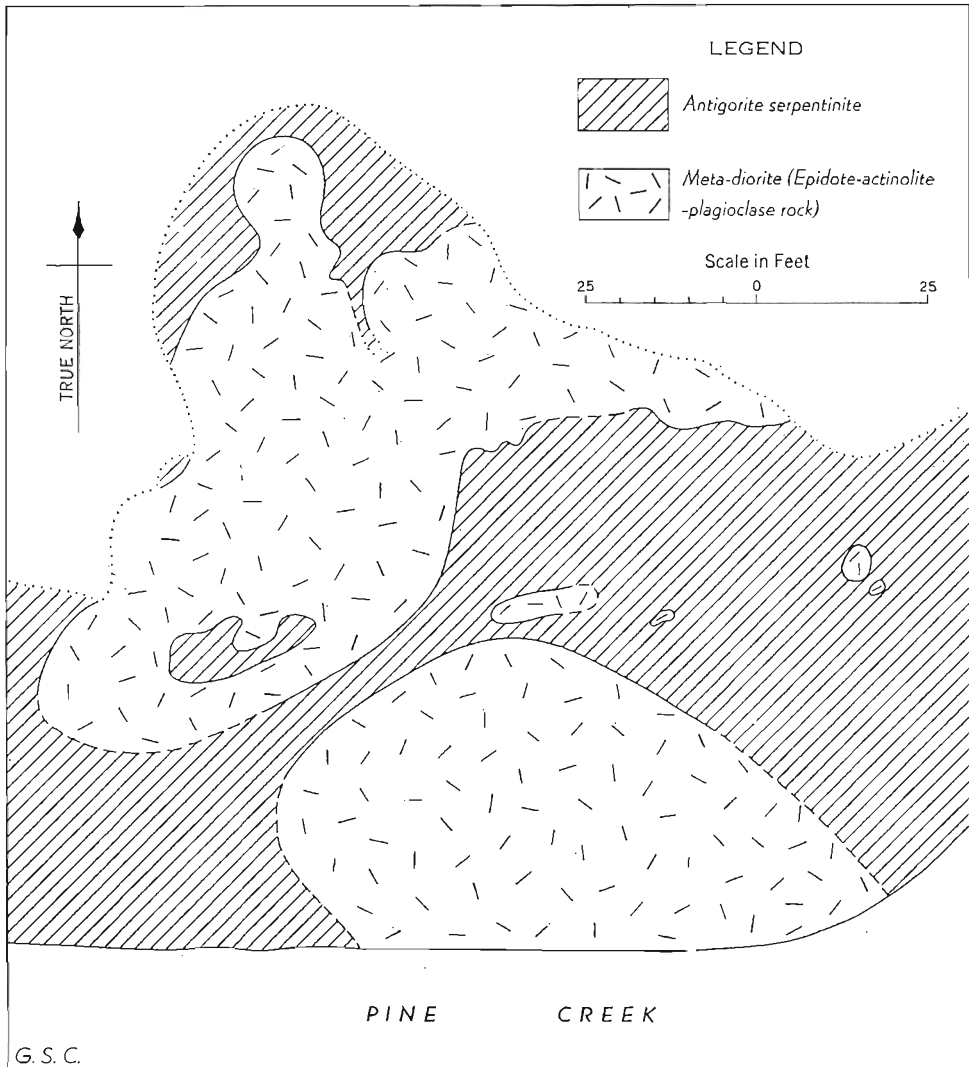 LEGEND
Antigorite serpentinite
Meta-diorite (Epidote-actinolite
-plagioclase rock)
Scale in Feet
25 0 25
TRUE NORTH
PINE CREEK
G. S. C.